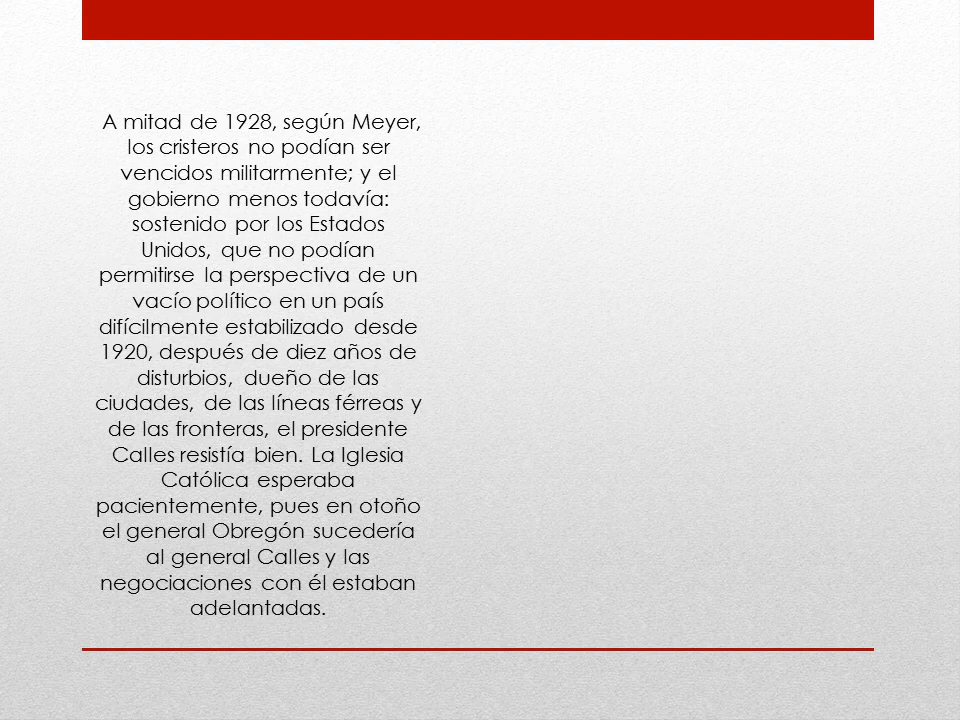 A mitad de 1928, según Meyer,
los cristeros no podían ser
vencidos militarmente; y el
gobierno menos todavía:
sostenido por los Estados
Unidos, que no podían
permitirse la perspectiva de un
vacío político en un país
difícilmente estabilizado desde
1920, después de diez años de
disturbios, dueño de las
ciudades, de las líneas férreas y
de las fronteras, el presidente
Calles resistía bien. La Iglesia
Católica esperaba
pacientemente, pues en otoño
el general Obregón sucedería
al general Calles y las
negociaciones con él estaban
adelantadas.